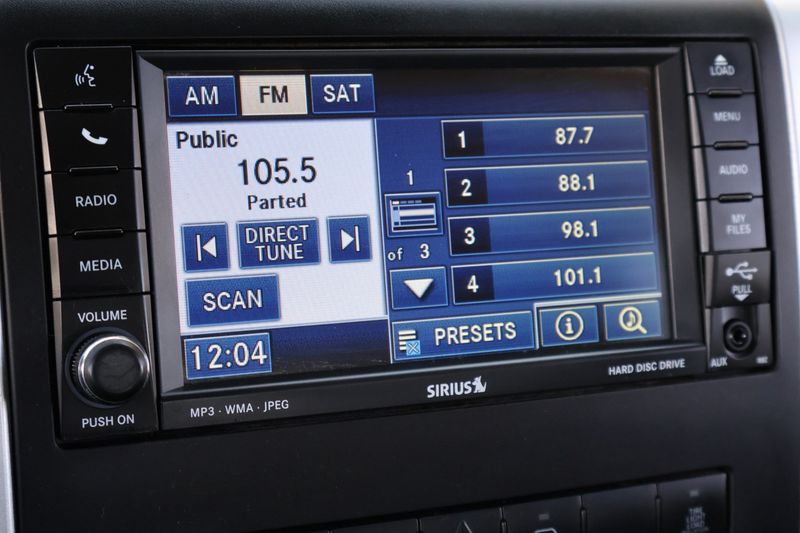 AM FM SAT
Public
105.5
Parted
DIRECT
TUNE
SCAN
12:04
1
of 3
1 87.7
2 88.1
3 98.1
4 101.1
PRESETS
RADIO
MEDIA
VOLUME
PUSH ON
MP3 · WMA · JPEG
SIRIUS
HARD DISC DRIVE
LOAD
MENU
AUDIO
MY
FILES
PULL
AUX